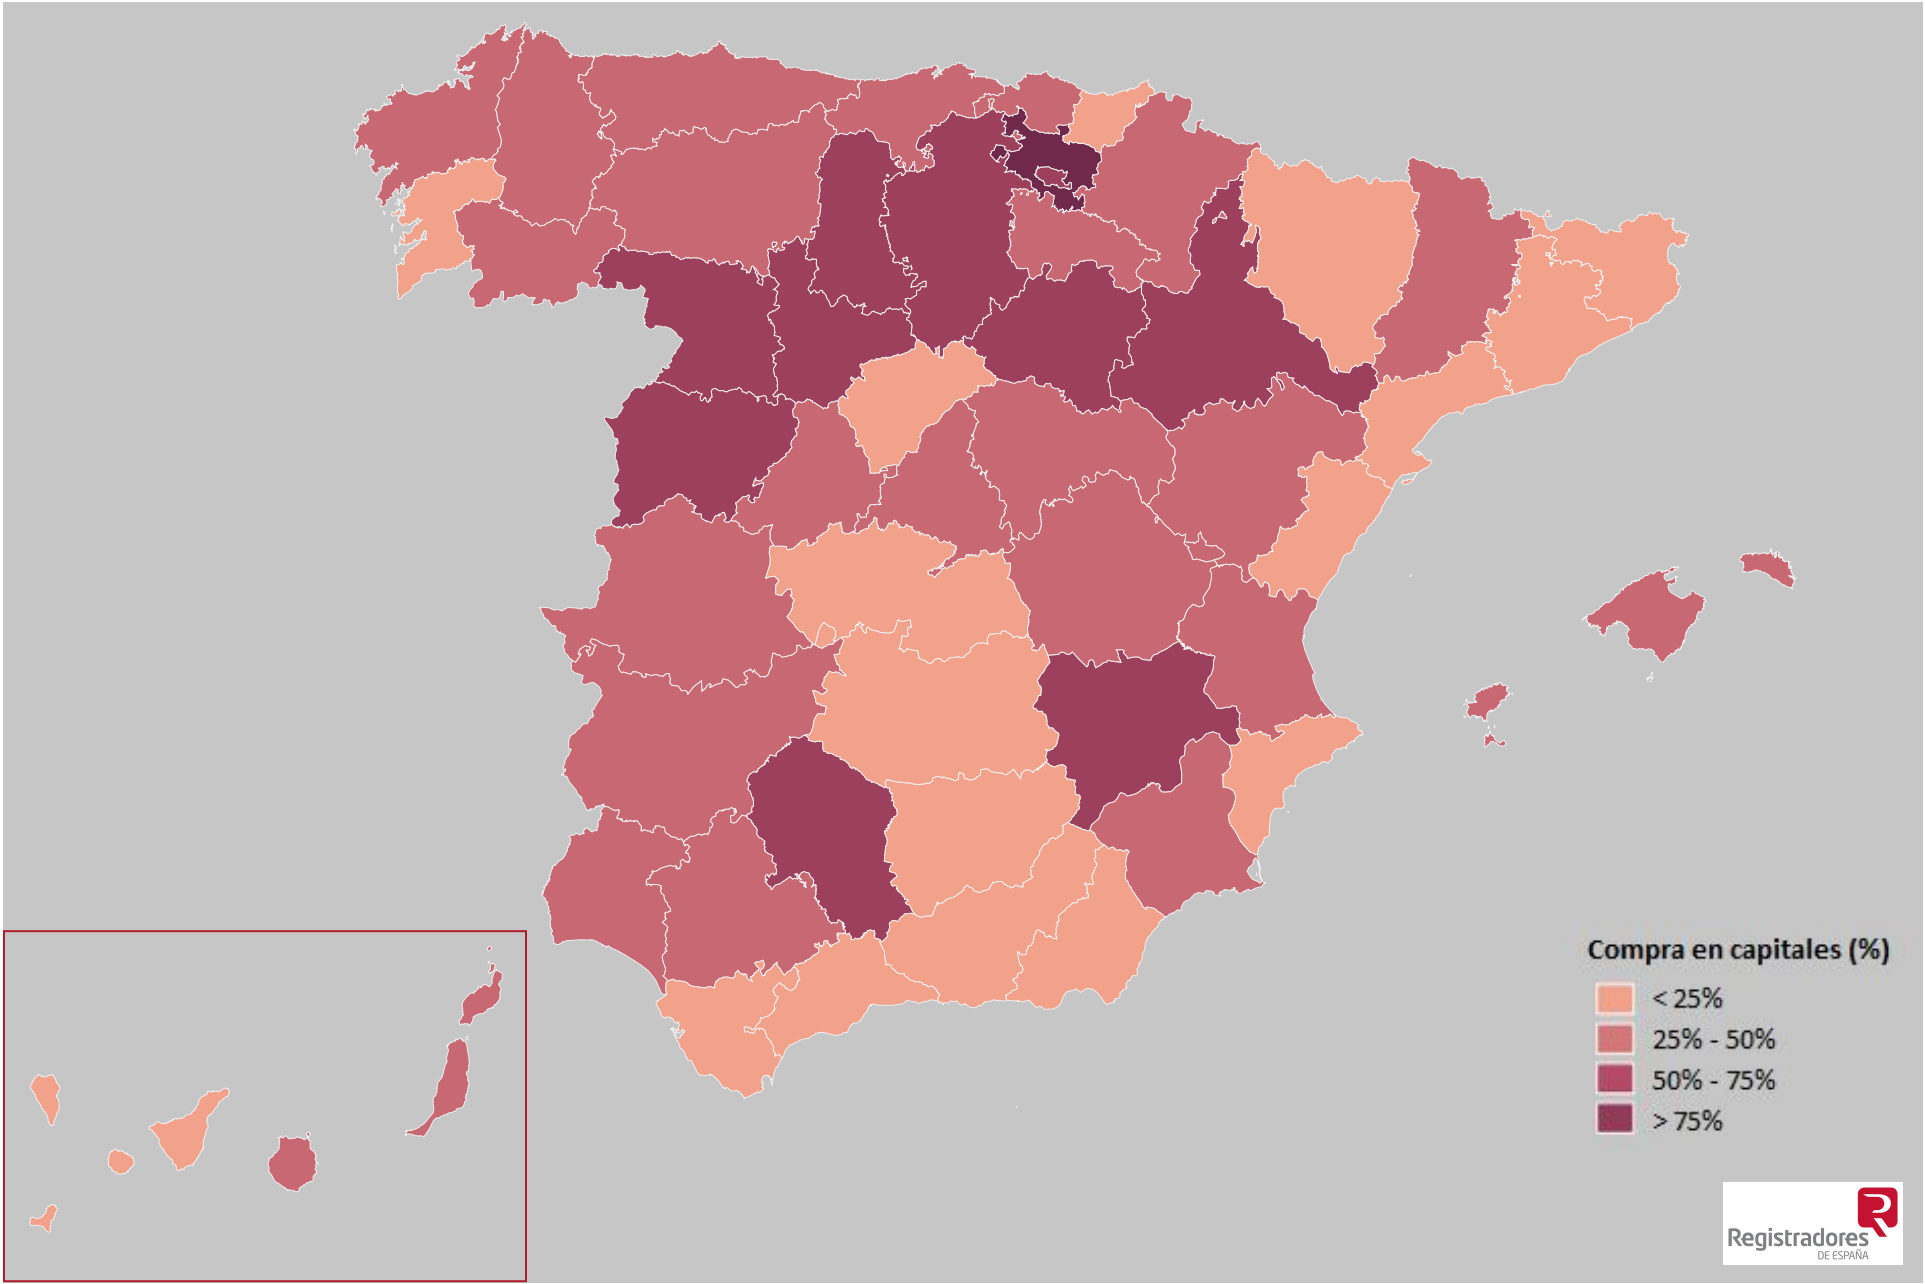 Compra en capitales (%)
< 25%
25% - 50%
50% - 75%
> 75%
Registradores
DE ESPAÑA